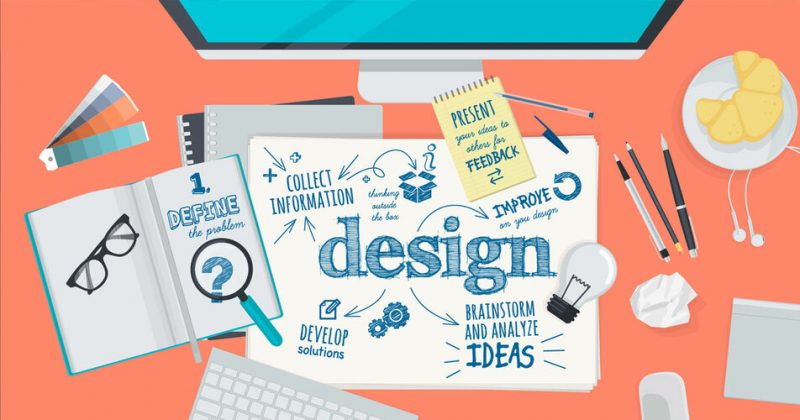 1.
DEFINE
the problem
?
COLLECT
INFORMATION
thinking
outside
the box
i
PRESENT
your ideas to
others for
FEEDBACK
IMPROVE
on you design
design
DEVELOP
solutions
BRAINSTORM
AND ANALYZE
IDEAS